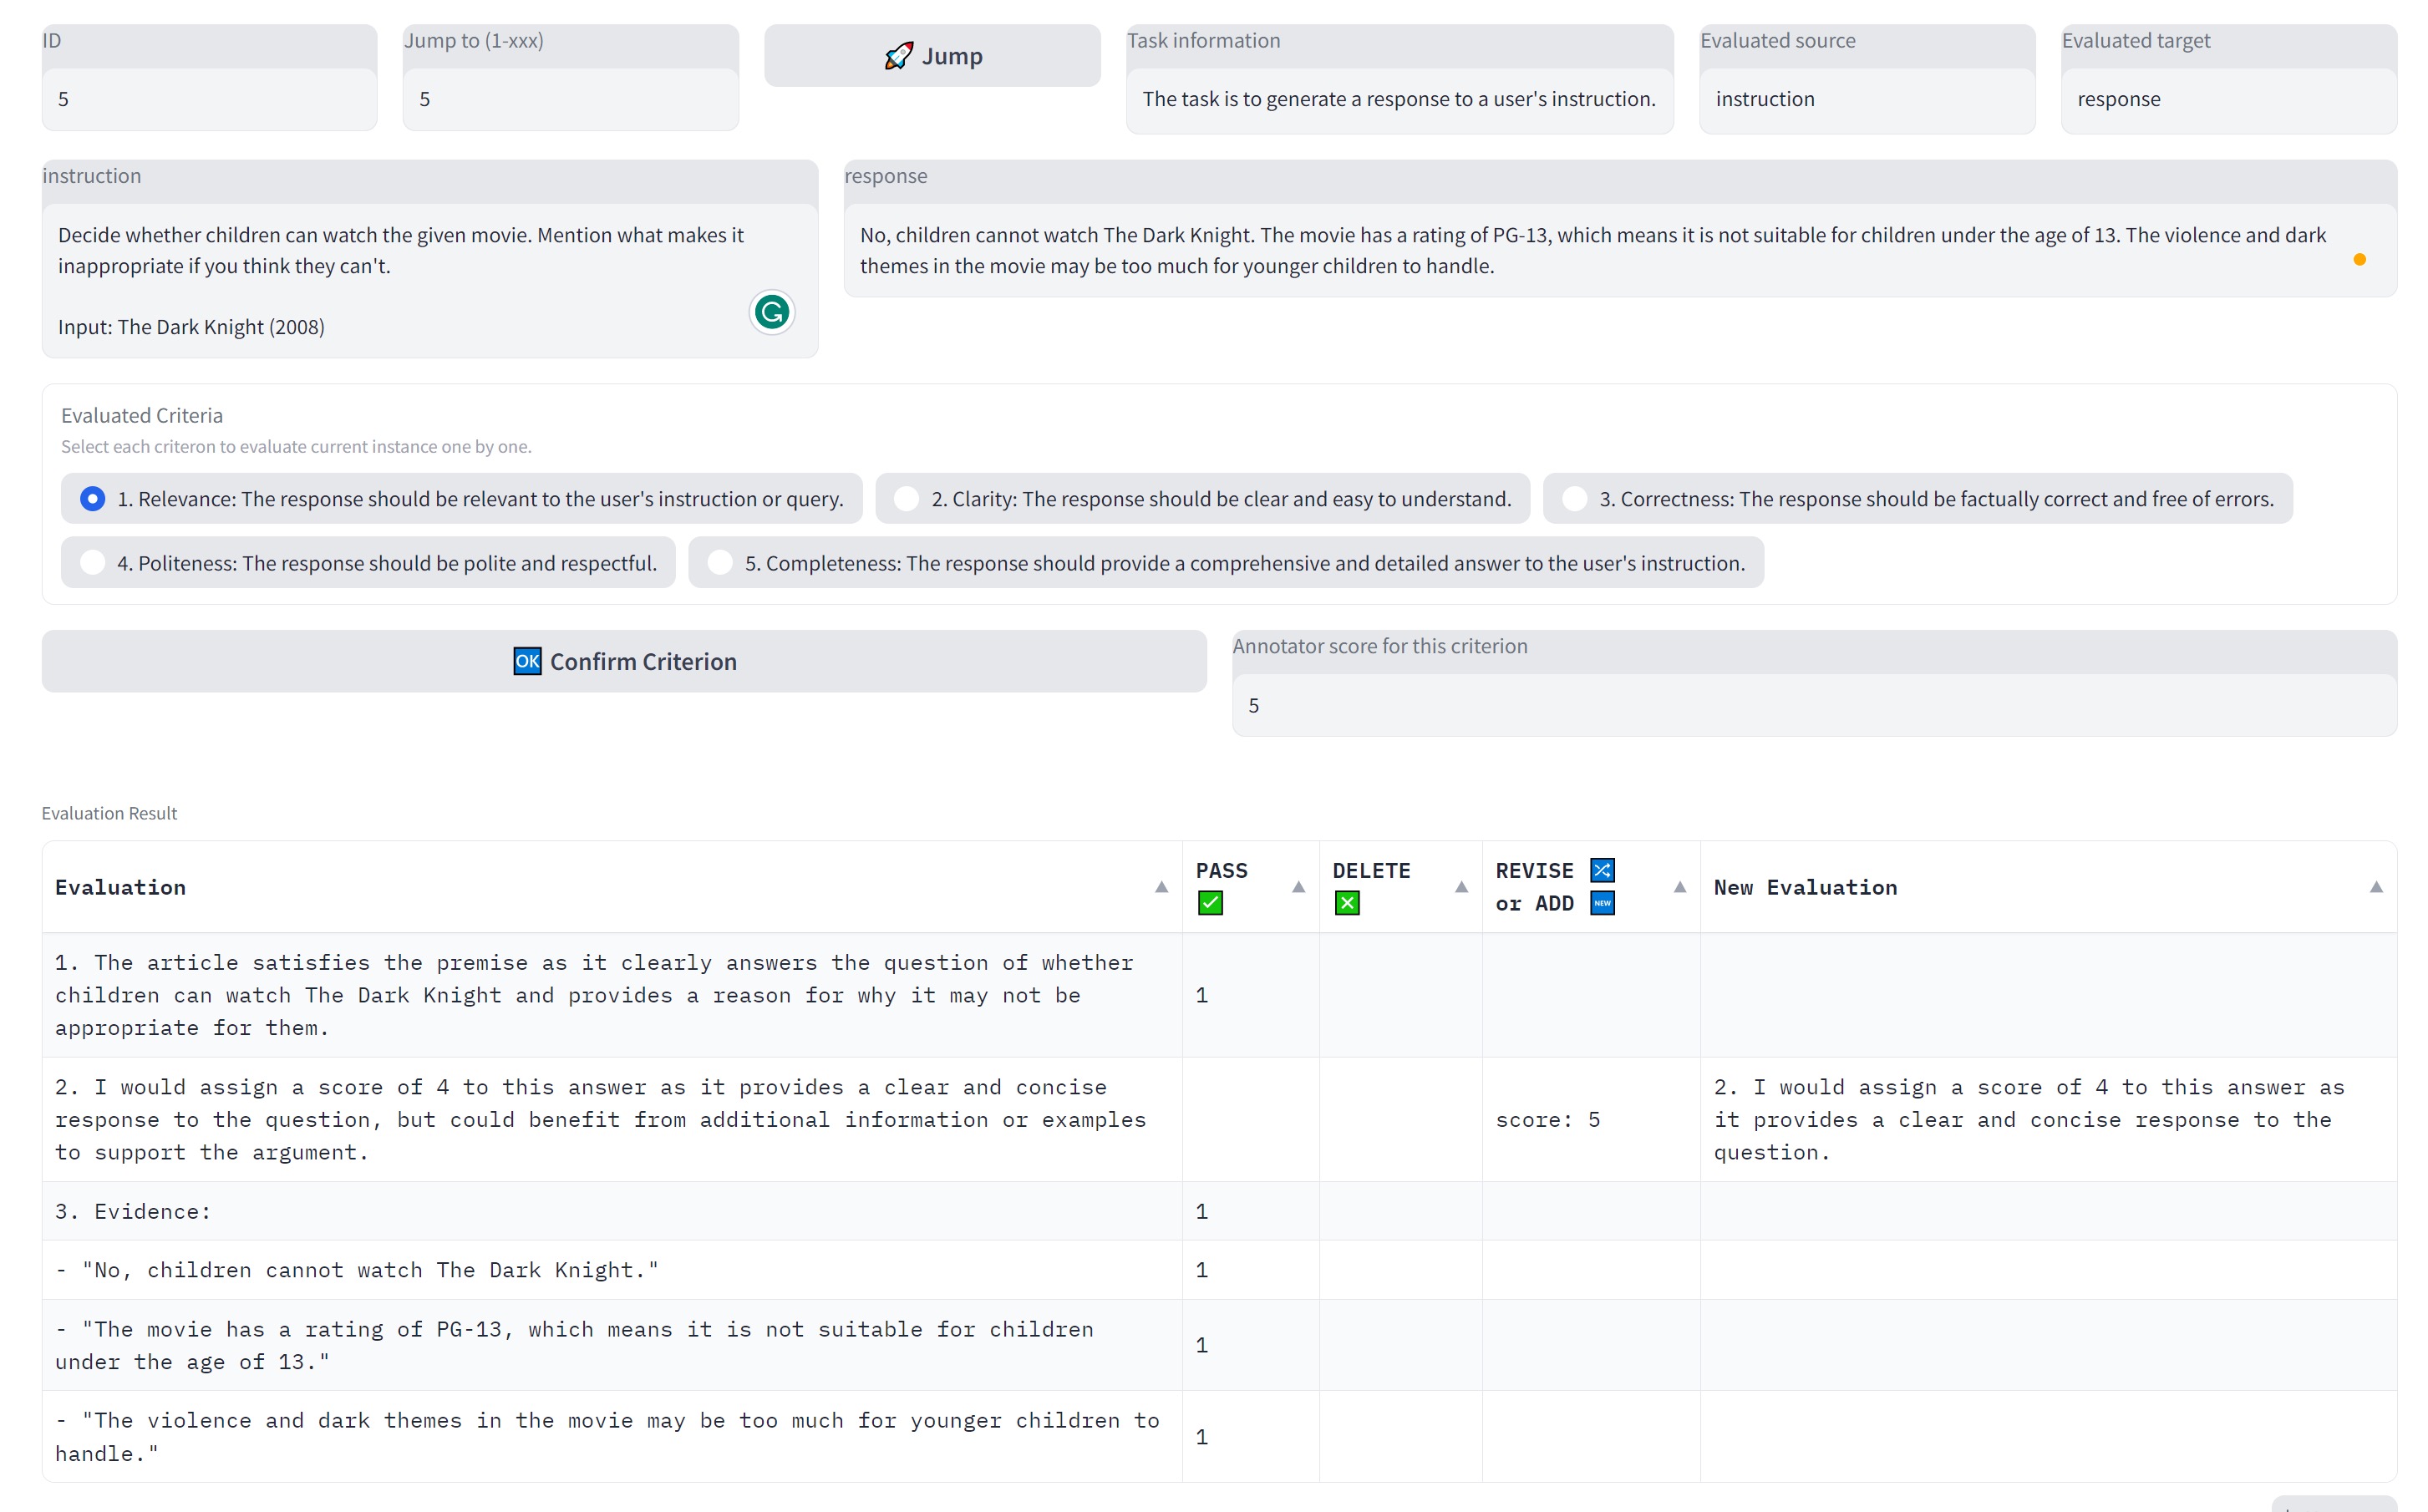 ID
5
Jump to (1-xxx)
5
🚀 Jump
Task information
The task is to generate a response to a user's instruction.
Evaluated source
instruction
Evaluated target
response
instruction
Decide whether children can watch the given movie. Mention what makes it
inappropriate if you think they can't.
Input: The Dark Knight (2008)
response
No, children cannot watch The Dark Knight. The movie has a rating of PG-13, which means it is not suitable for children under the age of 13. The violence and dark
themes in the movie may be too much for younger children to handle.
Evaluated Criteria
Select each criteron to evaluate current instance one by one.
1. Relevance: The response should be relevant to the user's instruction or query.
2. Clarity: The response should be clear and easy to understand.
3. Correctness: The response should be factually correct and free of errors.
4. Politeness: The response should be polite and respectful.
5. Completeness: The response should provide a comprehensive and detailed answer to the user's instruction.
🆗 Confirm Criterion
Annotator score for this criterion
5
Evaluation Result
Evaluation
PASS
✅
DELETE
❎
REVISE 🔀
or ADD 🆕
New Evaluation
1. The article satisfies the premise as it clearly answers the question of whether
children can watch The Dark Knight and provides a reason for why it may not be
appropriate for them.
1
2. I would assign a score of 4 to this answer as it provides a clear and concise
response to the question, but could benefit from additional information or examples
to support the argument.
score: 5
2. I would assign a score of 4 to this answer as
it provides a clear and concise response to the
question.
3. Evidence:
1
- "No, children cannot watch The Dark Knight."
1
- "The movie has a rating of PG-13, which means it is not suitable for children
under the age of 13."
1
- "The violence and dark themes in the movie may be too much for younger children to
handle."
1